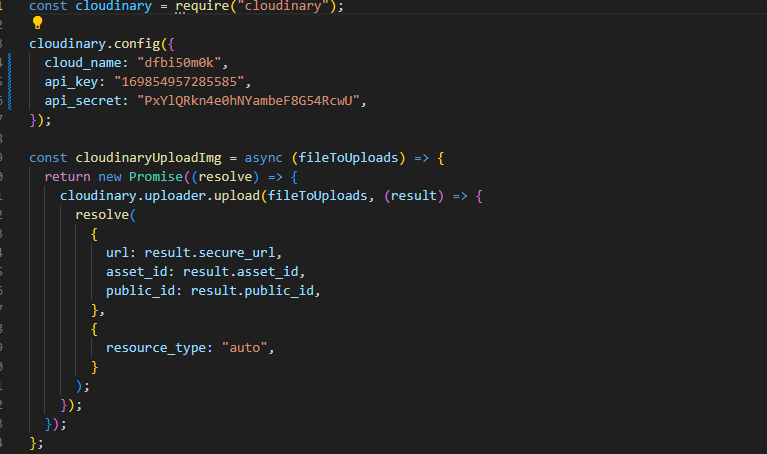 const cloudinary = require("cloudinary");
cloudinary.config({
cloud_name: "dfbi50m0k",
api_key: "169854957285585",
api_secret: "PxYlQRkn4e0hNYambeF8G54RcwU",
});
const cloudinaryUploadImg = async (fileToUploads) => {
return new Promise((resolve) => {
cloudinary.uploader.upload(fileToUploads, (result) => {
resolve(
{
url: result.secure_url,
asset_id: result.asset_id,
public_id: result.public_id,
},
{
resource_type: "auto",
}
);
});
});
};